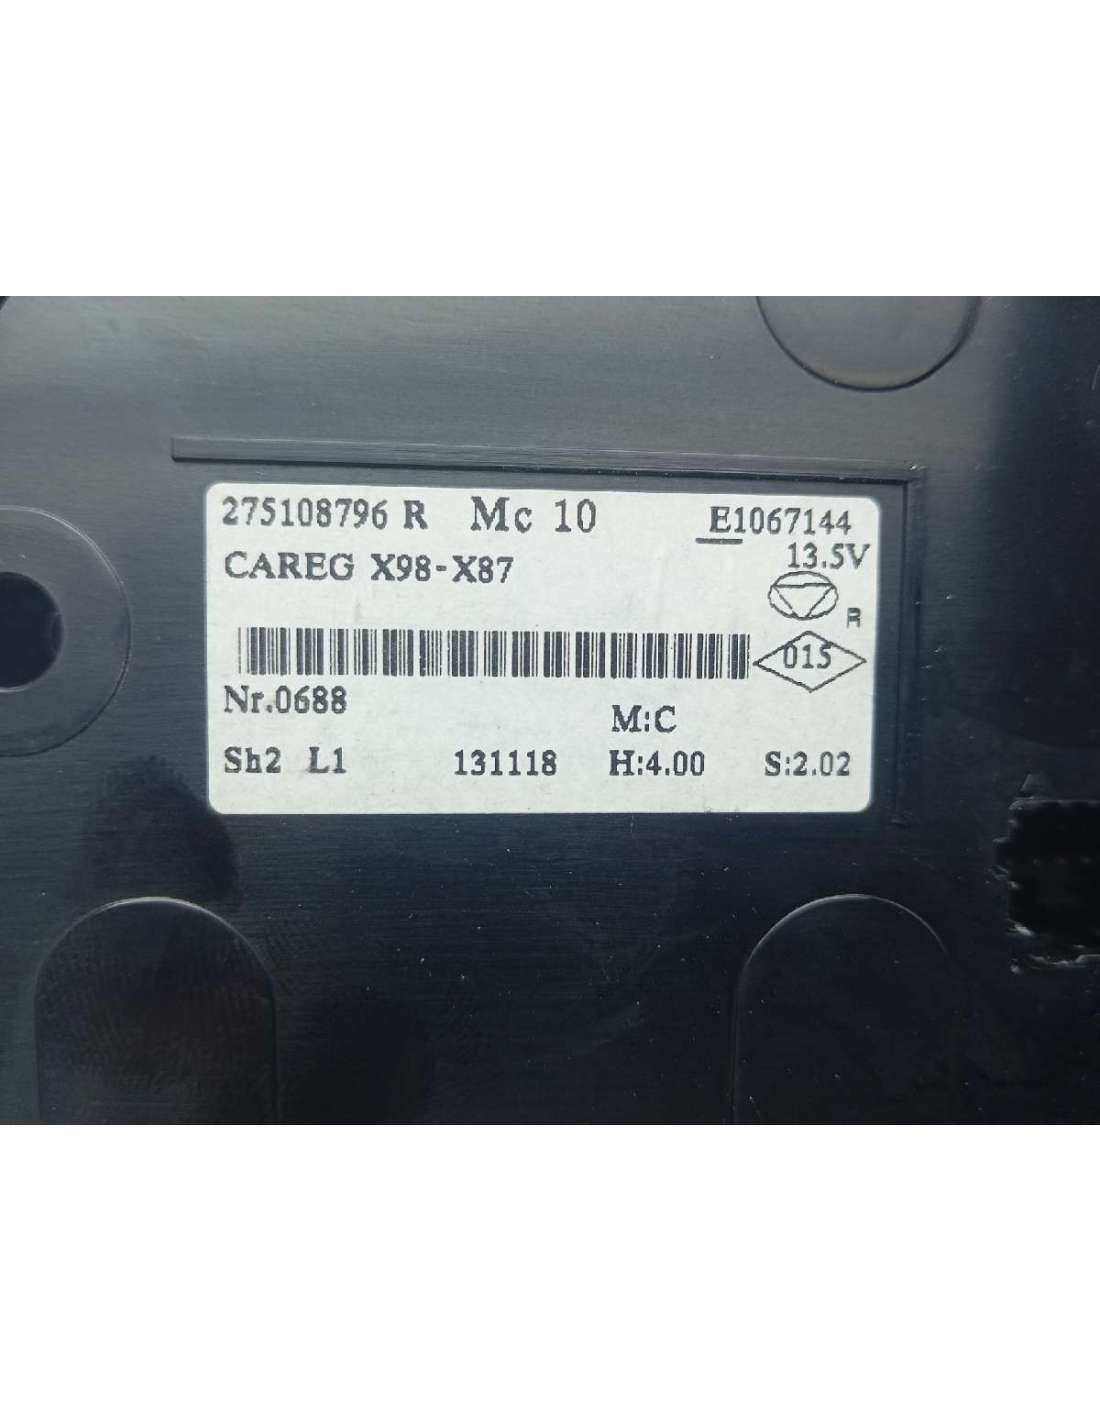 275108796 R Mc 10 E1067144
CAREG X98-X87 13.5V
R
015
Nr.0688
M:C
Sh2 L1 131118 H:4.00 S:2.02